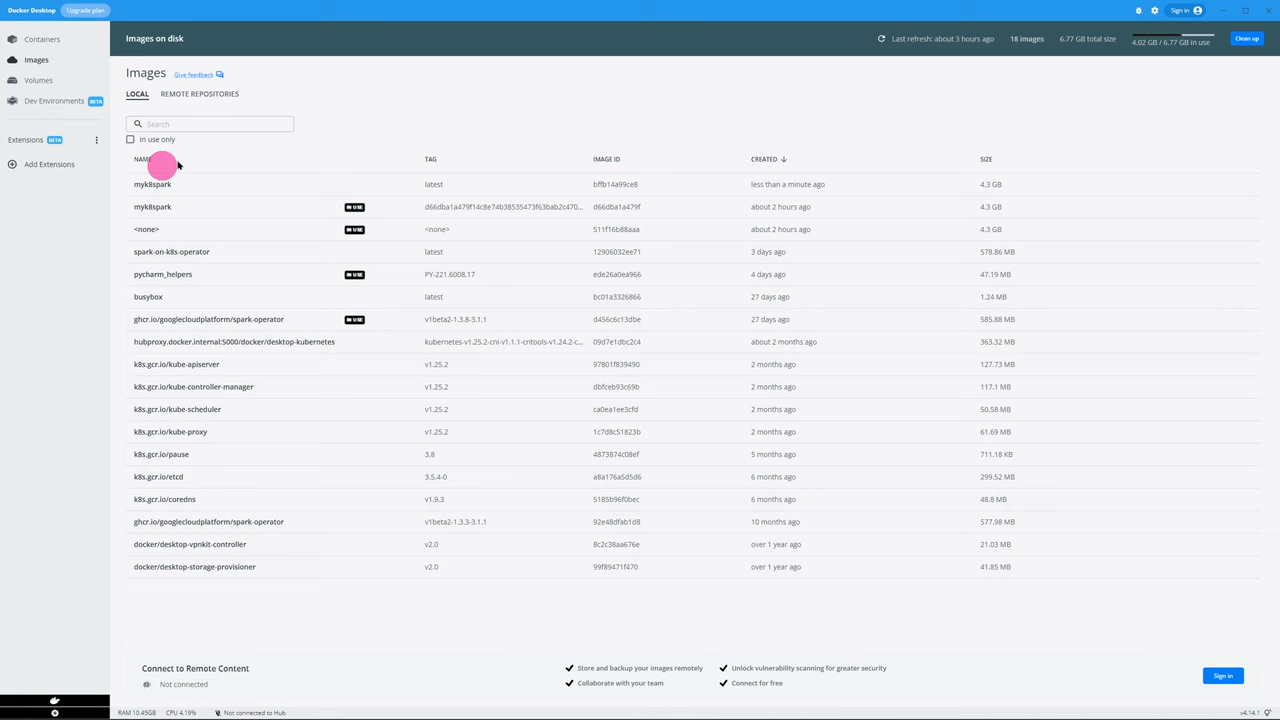 Docker Desktop Upgrade plan Sign in
Containers
Images
Volumes
Dev Environments BETA
Extensions BETA
Add Extensions
Images on disk Last refresh: about 3 hours ago 18 images 6.77 GB total size 4.02 GB / 6.77 GB in use Clean up
Images Give feedback
LOCAL REMOTE REPOSITORIES
Search
In use only
NAME TAG IMAGE ID CREATED SIZE
myk8spark latest bffb14a99ce8 less than a minute ago 4.3 GB
myk8spark IN USE d66dba1a479f14c8e74b38535473f63bab2c470... d66dba1a479f about 2 hours ago 4.3 GB
<none> IN USE <none> 511f16b88aaa about 2 hours ago 4.3 GB
spark-on-k8s-operator latest 12906032ee71 3 days ago 578.86 MB
pycharm_helpers IN USE PY-221.6008.17 ede26a0ea966 4 days ago 47.19 MB
busybox latest bc01a3326866 27 days ago 1.24 MB
ghcr.io/googlecloudplatform/spark-operator IN USE v1beta2-1.3.8-3.1.1 d456c6c13dbe 27 days ago 585.88 MB
hubproxy.docker.internal:5000/docker/desktop-kubernetes kubernetes-v1.25.2-cni-v1.1.1-critools-v1.24.2-c... 09d7e1dbc2c4 about 2 months ago 363.32 MB
k8s.gcr.io/kube-apiserver v1.25.2 97801f839490 2 months ago 127.73 MB
k8s.gcr.io/kube-controller-manager v1.25.2 dbfceb93c69b 2 months ago 117.1 MB
k8s.gcr.io/kube-scheduler v1.25.2 ca0ea1ee3cfd 2 months ago 50.58 MB
k8s.gcr.io/kube-proxy v1.25.2 1c7d8c51823b 2 months ago 61.69 MB
k8s.gcr.io/pause 3.8 4873874c08ef 5 months ago 711.18 KB
k8s.gcr.io/etcd 3.5.4-0 a8a176a5d5d6 6 months ago 299.52 MB
k8s.gcr.io/coredns v1.9.3 5185b96f0bec 6 months ago 48.8 MB
ghcr.io/googlecloudplatform/spark-operator v1beta2-1.3.3-3.1.1 92e48dfab1d8 10 months ago 577.98 MB
docker/desktop-vpnkit-controller v2.0 8c2c38aa676e over 1 year ago 21.03 MB
docker/desktop-storage-provisioner v2.0 99f89471f470 over 1 year ago 41.85 MB
Connect to Remote Content
Not connected
Store and backup your images remotely Unlock vulnerability scanning for greater security
Collaborate with your team Connect for free
Sign in
RAM 10.45GB CPU 4.19% Not connected to Hub v4.14.1